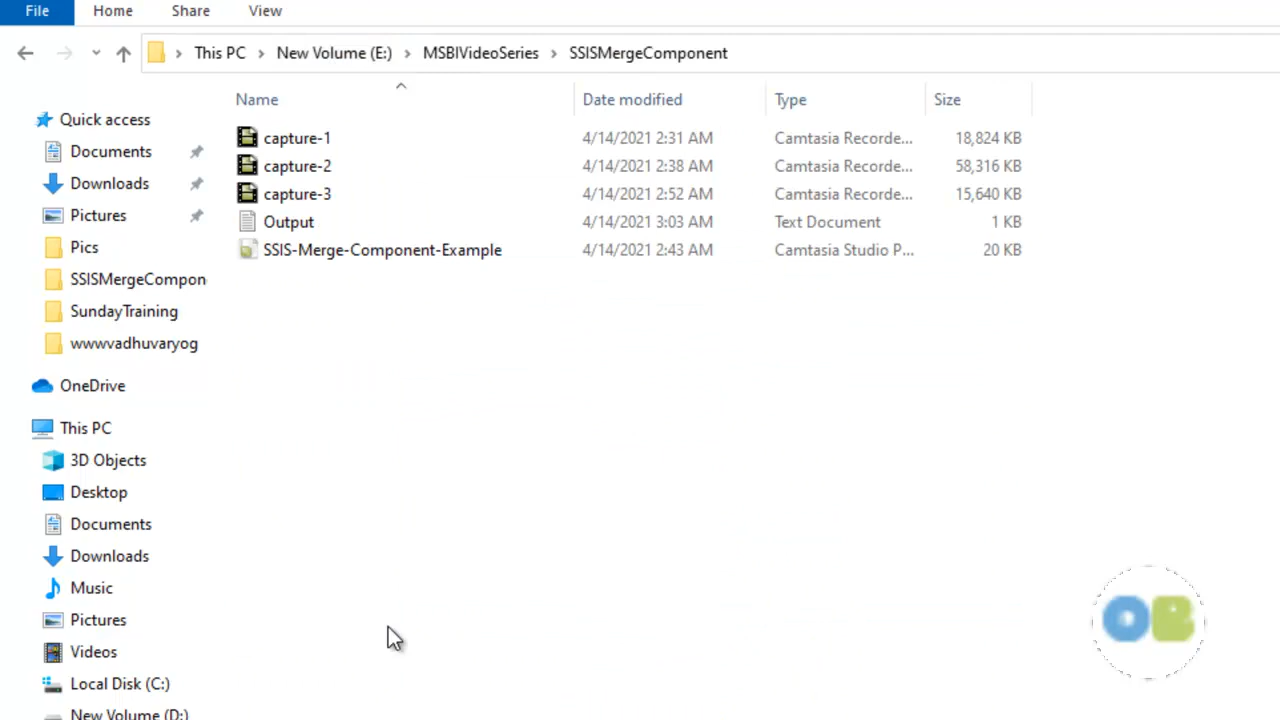 File Home Share View
This PC > New Volume (E:) > MSBIVideoSeries > SSISMergeComponent
Name Date modified Type Size
Quick access
Documents
Downloads
Pictures
Pics
SSISMergeCompon
SundayTraining
wwwvadhuvaryog
OneDrive
This PC
3D Objects
Desktop
Documents
Downloads
Music
Pictures
Videos
Local Disk (C:)
New Volume (D:)
capture-1 4/14/2021 2:31 AM Camtasia Recorde... 18,824 KB
capture-2 4/14/2021 2:38 AM Camtasia Recorde... 58,316 KB
capture-3 4/14/2021 2:52 AM Camtasia Recorde... 15,640 KB
Output 4/14/2021 3:03 AM Text Document 1 KB
SSIS-Merge-Component-Example 4/14/2021 2:43 AM Camtasia Studio P... 20 KB
OB